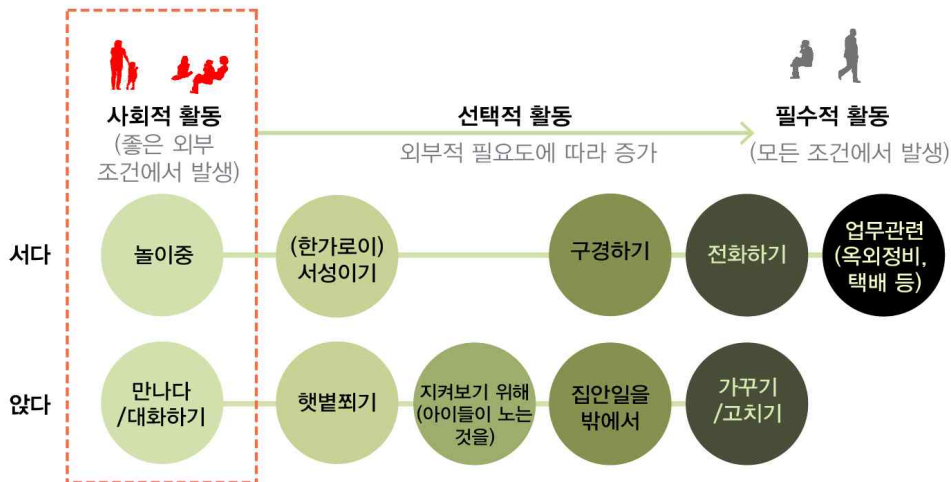 사회적 활동
(좋은 외부
조건에서 발생)
선택적 활동
외부적 필요도에 따라 증가
필수적 활동
(모든 조건에서 발생)
서다
놀이중
(한가로이)
서성이기
구경하기
전화하기
업무관련
(옥외정비,
택배 등)
앉다
만나다
/대화하기
햇볕쬐기
지켜보기 위해
(아이들이 노는
것을)
집안일을
밖에서
가꾸기
/고치기